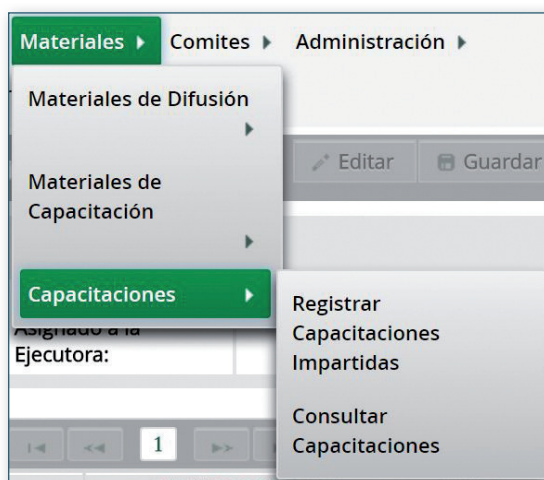 Materiales Comites Administración
Materiales de Difusión
Editar Guardar
Materiales de
Capacitación
Capacitaciones
Registrar
Capacitaciones
Impartidas
Asignado a la
Ejecutora:
Consultar
Capacitaciones
1